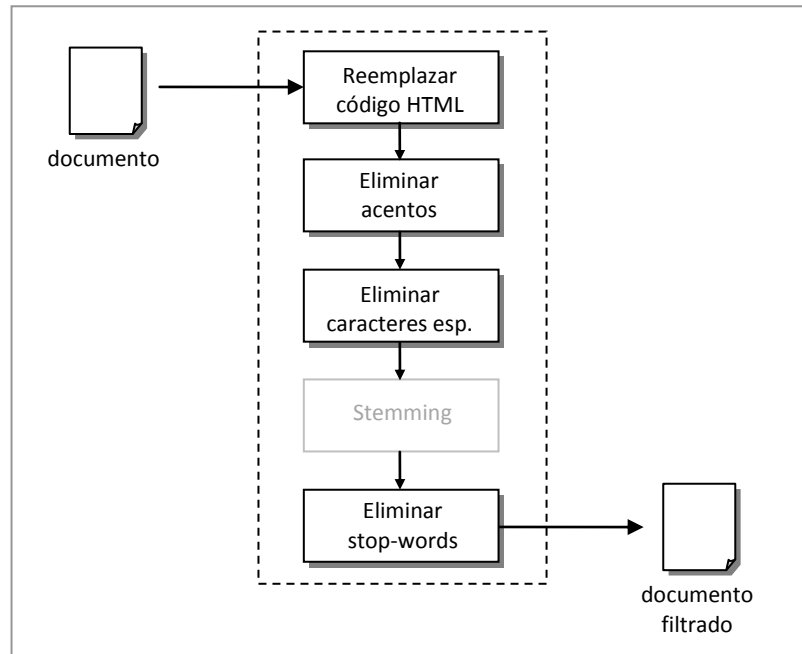 Reemplazar
código HTML
documento
Eliminar
acentos
Eliminar
caracteres esp.
Stemming
Eliminar
stop-words
documento
filtrado